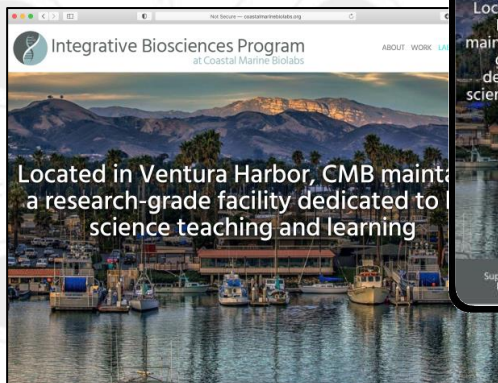 Not Secure — coastalmarinebiolabs.org
Integrative Biosciences Program
at Coastal Marine Biolabs
ABOUT WORK
Located in Ventura Harbor, CMB
a research-grade facility dedicated to
science teaching and learning